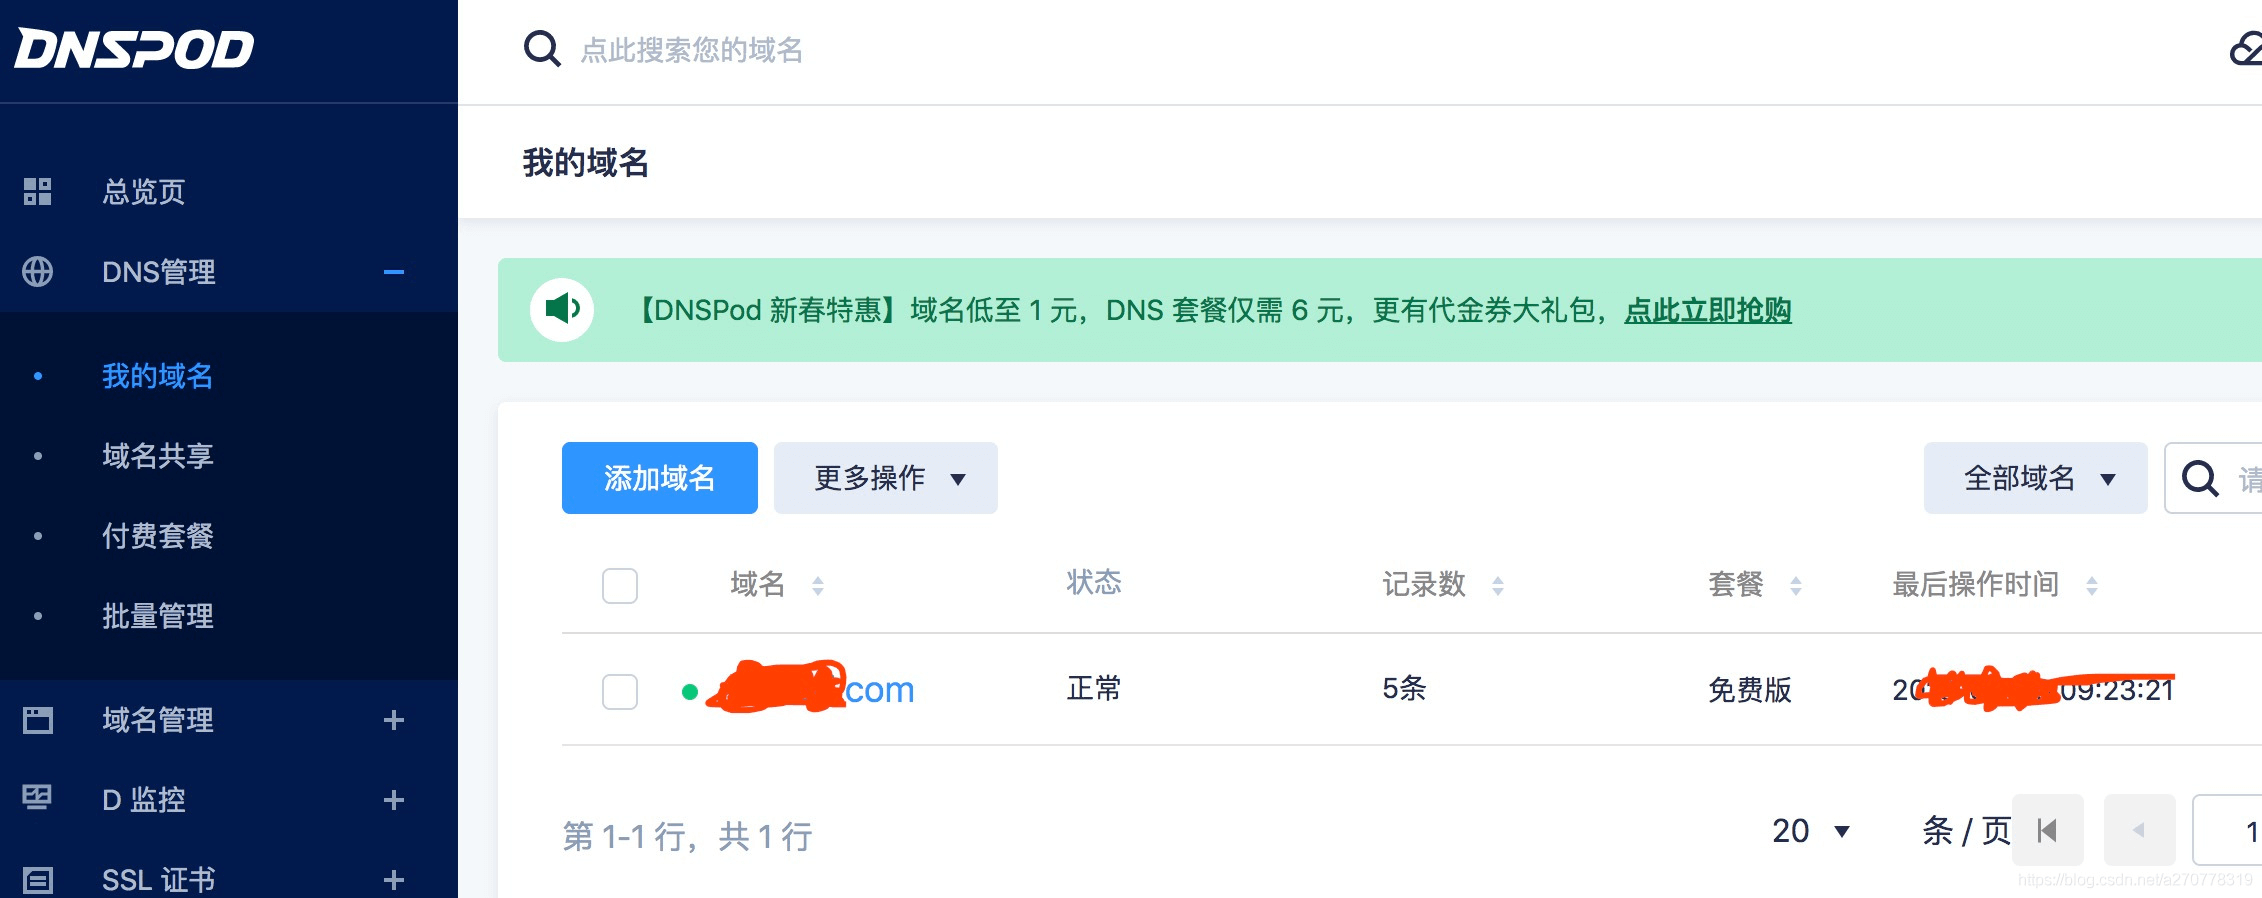 DNSPOD
点此搜索您的域名
我的域名
总览页
DNS管理
我的域名
域名共享
付费套餐
批量管理
域名管理
D 监控
SSL 证书
【DNSPod 新春特惠】域名低至 1 元，DNS 套餐仅需 6 元，更有代金券大礼包，点此立即抢购
添加域名 更多操作 全部域名 请
域名 状态 记录数 套餐 最后操作时间
com 正常 5条 免费版 20 09:23:21
第 1-1 行，共 1 行 20 条 / 页 1
https://blog.csdn.net/a270778319